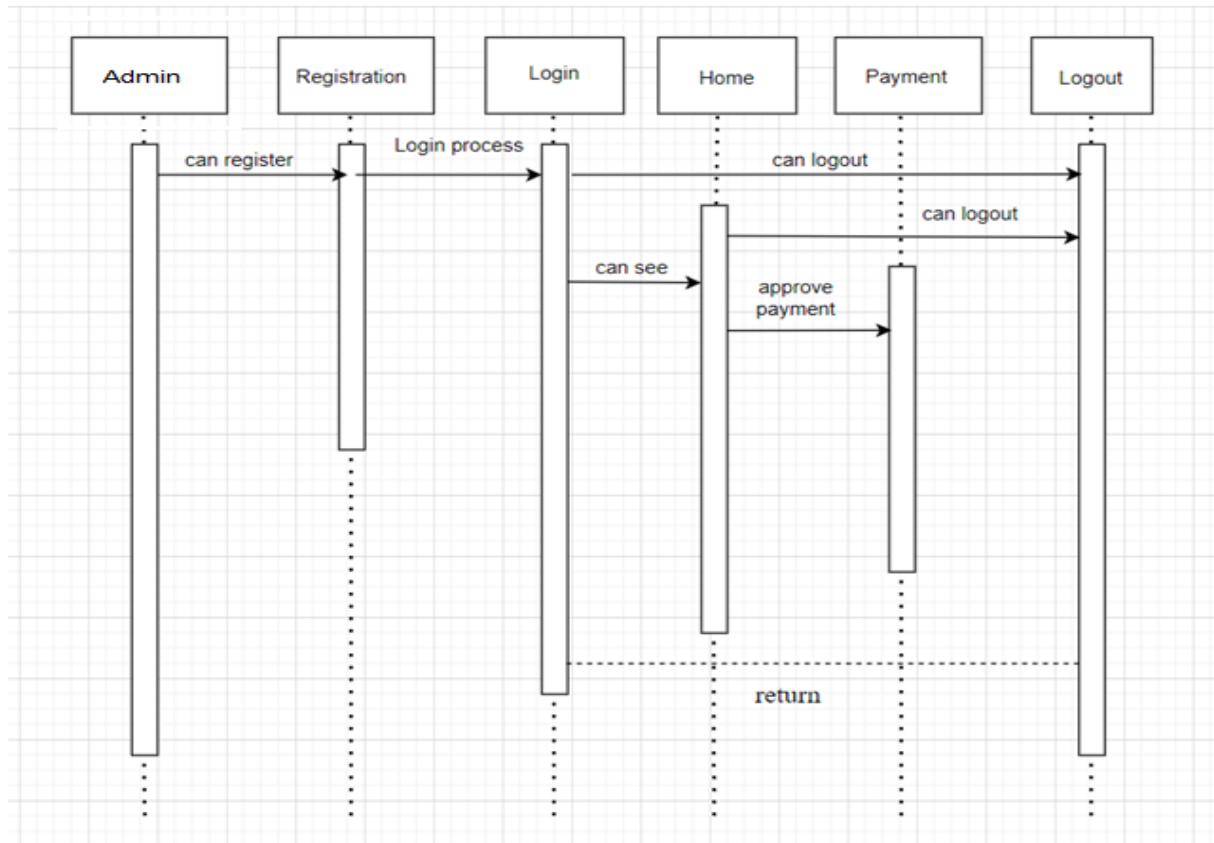 Admin
Registration
Login
Home
Payment
Logout
can register
Login process
can logout
can logout
can see
approve
payment
return